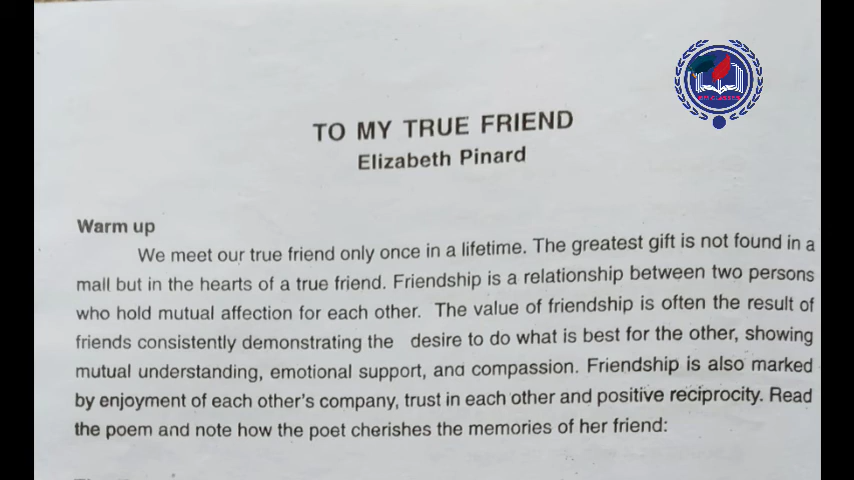 TO MY TRUE FRIEND
Elizabeth Pinard
Warm up
We meet our true friend only once in a lifetime. The greatest gift is not found in a
mall but in the hearts of a true friend. Friendship is a relationship between two persons
who hold mutual affection for each other. The value of friendship is often the result of
friends consistently demonstrating the desire to do what is best for the other, showing
mutual understanding, emotional support, and compassion. Friendship is also marked
by enjoyment of each other's company, trust in each other and positive reciprocity. Read
the poem and note how the poet cherishes the memories of her friend: